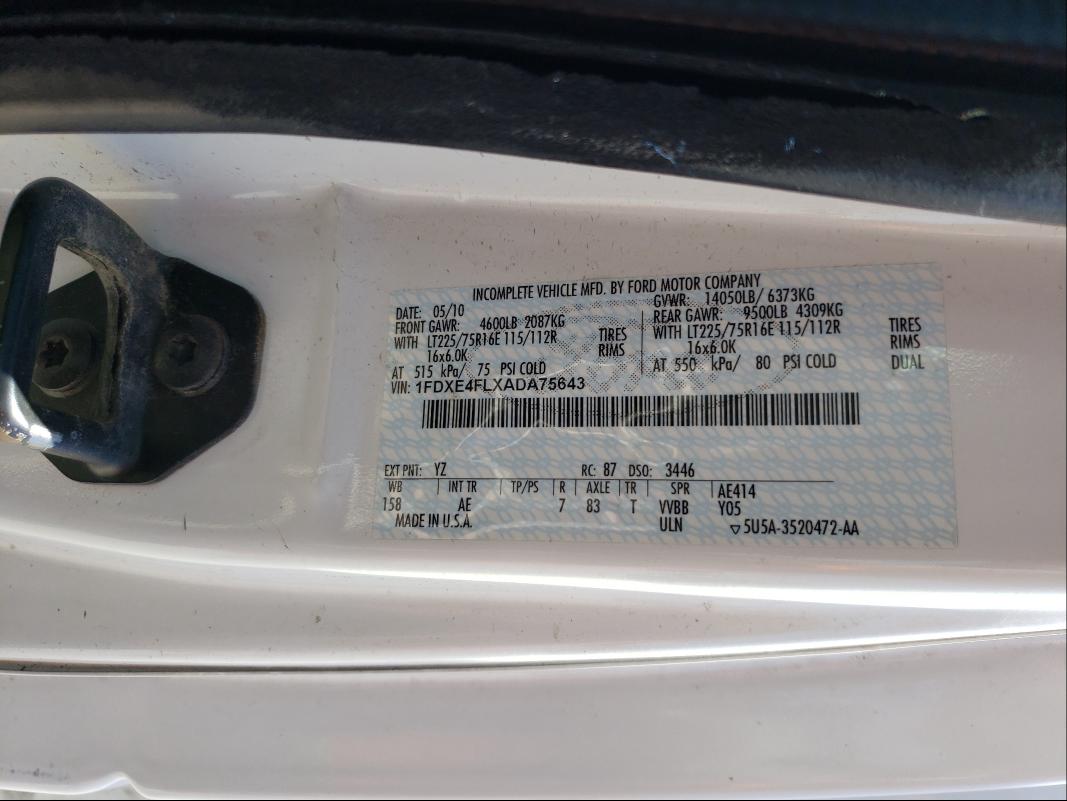 INCOMPLETE VEHICLE MFD. BY FORD MOTOR COMPANY
DATE: 05/10 GVWR: 14050LB/ 6373KG
FRONT GAWR: 4600LB 2087KG REAR GAWR: 9500LB 4309KG
WITH LT225/75R16E 115/112R TIRES WITH LT225/75R16E 115/112R TIRES
16x6.0K RIMS 16x6.0K RIMS
AT 515 kPa/ 75 PSI COLD AT 550 kPa/ 80 PSI COLD DUAL
VIN: 1FDXE4FLXADA75643
EXT PNT: YZ RC: 87 DSO: 3446
WB INT TR TP/PS R AXLE TR SPR AE414
158 AE 7 83 T VVBB Y05
MADE IN U.S.A. ULN ▽5U5A-3520472-AA